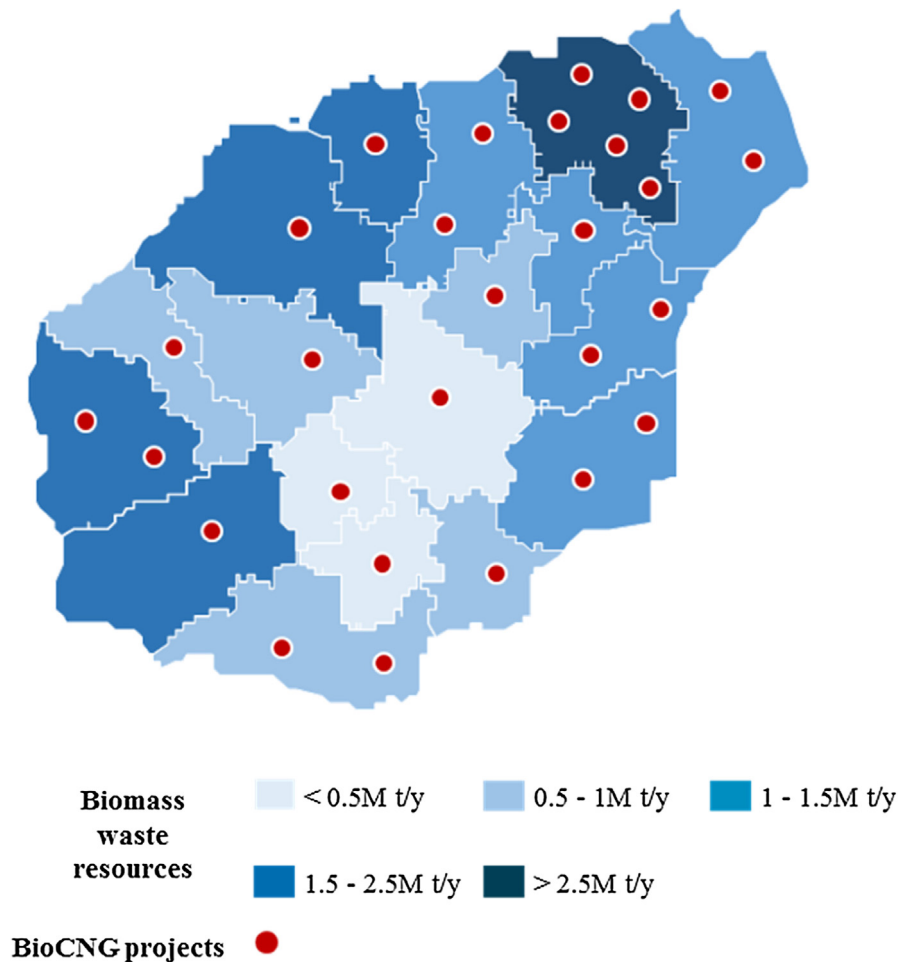 Biomass
waste
resources
< 0.5M t/y
0.5 - 1M t/y
1 - 1.5M t/y
1.5 - 2.5M t/y
> 2.5M t/y
BioCNG projects